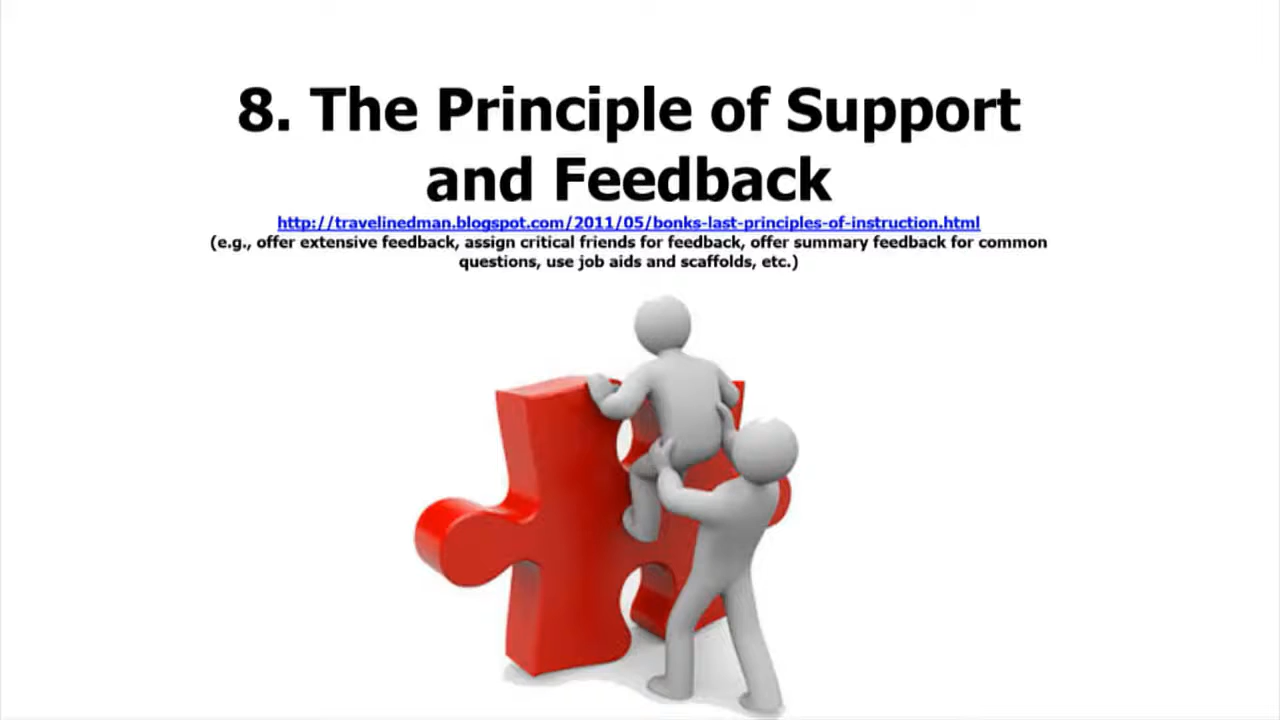 8. The Principle of Support
and Feedback
http://travelinedman.blogspot.com/2011/05/bonks-last-principles-of-instruction.html
(e.g., offer extensive feedback, assign critical friends for feedback, offer summary feedback for common
questions, use job aids and scaffolds, etc.)